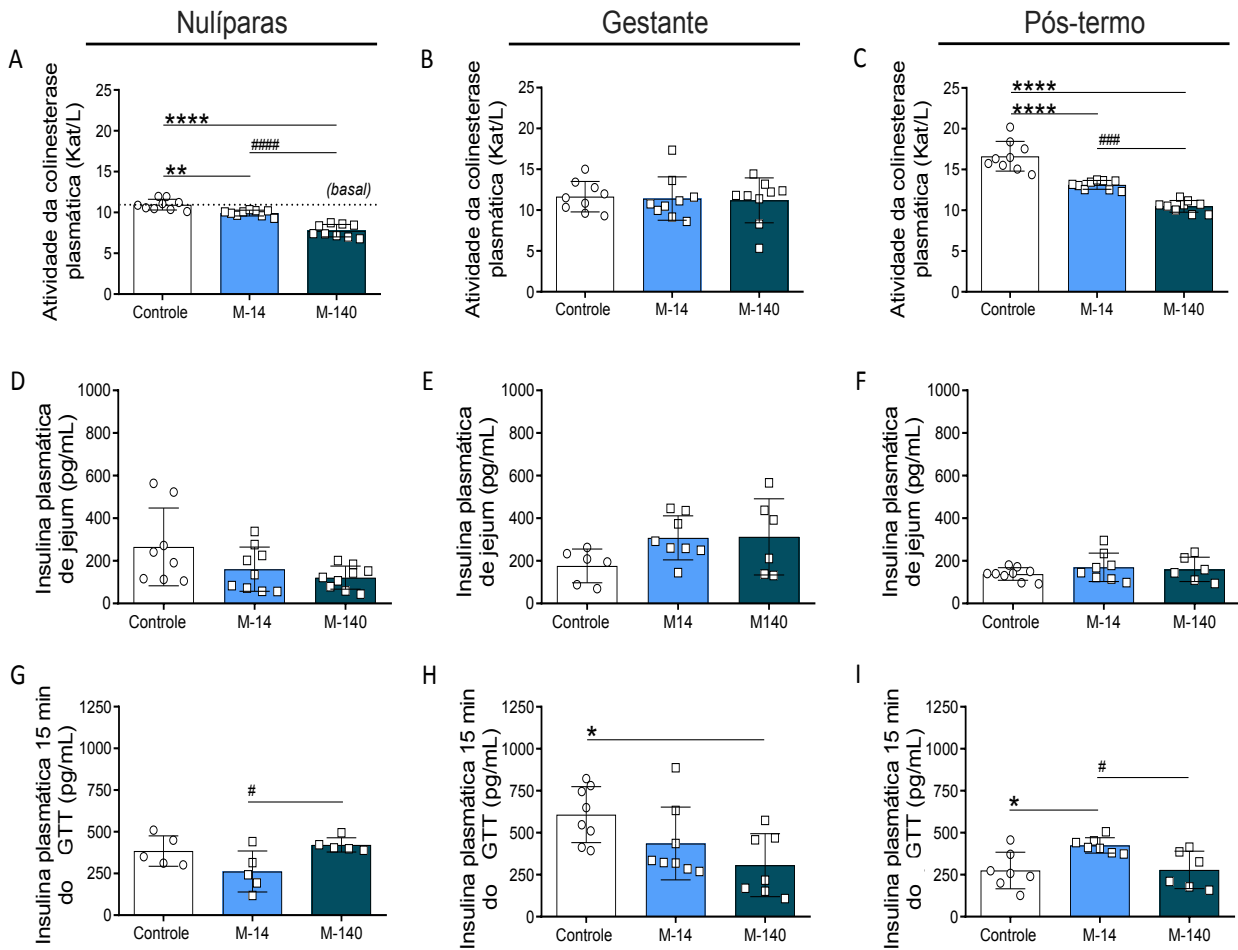 Nulíparas
Gestante
Pós-termo
A
Atividade da colinesterase
plasmática (Kat/L)
25
20
15
10
5
0
****
####
**
(basal)
Controle
M-14
M-140
B
Atividade da colinesterase
plasmática (Kat/L)
25
20
15
10
5
0
Controle
M-14
M-140
C
Atividade da colinesterase
plasmática (Kat/L)
25
20
15
10
5
0
****
****
###
Controle
M-14
M-140
D
Insulina plasmática
de jejum (pg/mL)
1000
800
600
400
200
0
Controle
M-14
M-140
E
Insulina plasmática
de jejum (pg/mL)
1000
800
600
400
200
0
Controle
M14
M140
F
Insulina plasmática
de jejum (pg/mL)
1000
800
600
400
200
0
Controle
M-14
M-140
G
Insulina plasmática 15 min
do GTT (pg/mL)
1250
1000
750
500
250
0
#
Controle
M-14
M-140
H
Insulina plasmática 15 min
do GTT (pg/mL)
1250
1000
750
500
250
0
*
Controle
M-14
M-140
I
Insulina plasmática 15 min
do GTT (pg/mL)
1250
1000
750
500
250
0
*
#
Controle
M-14
M-140